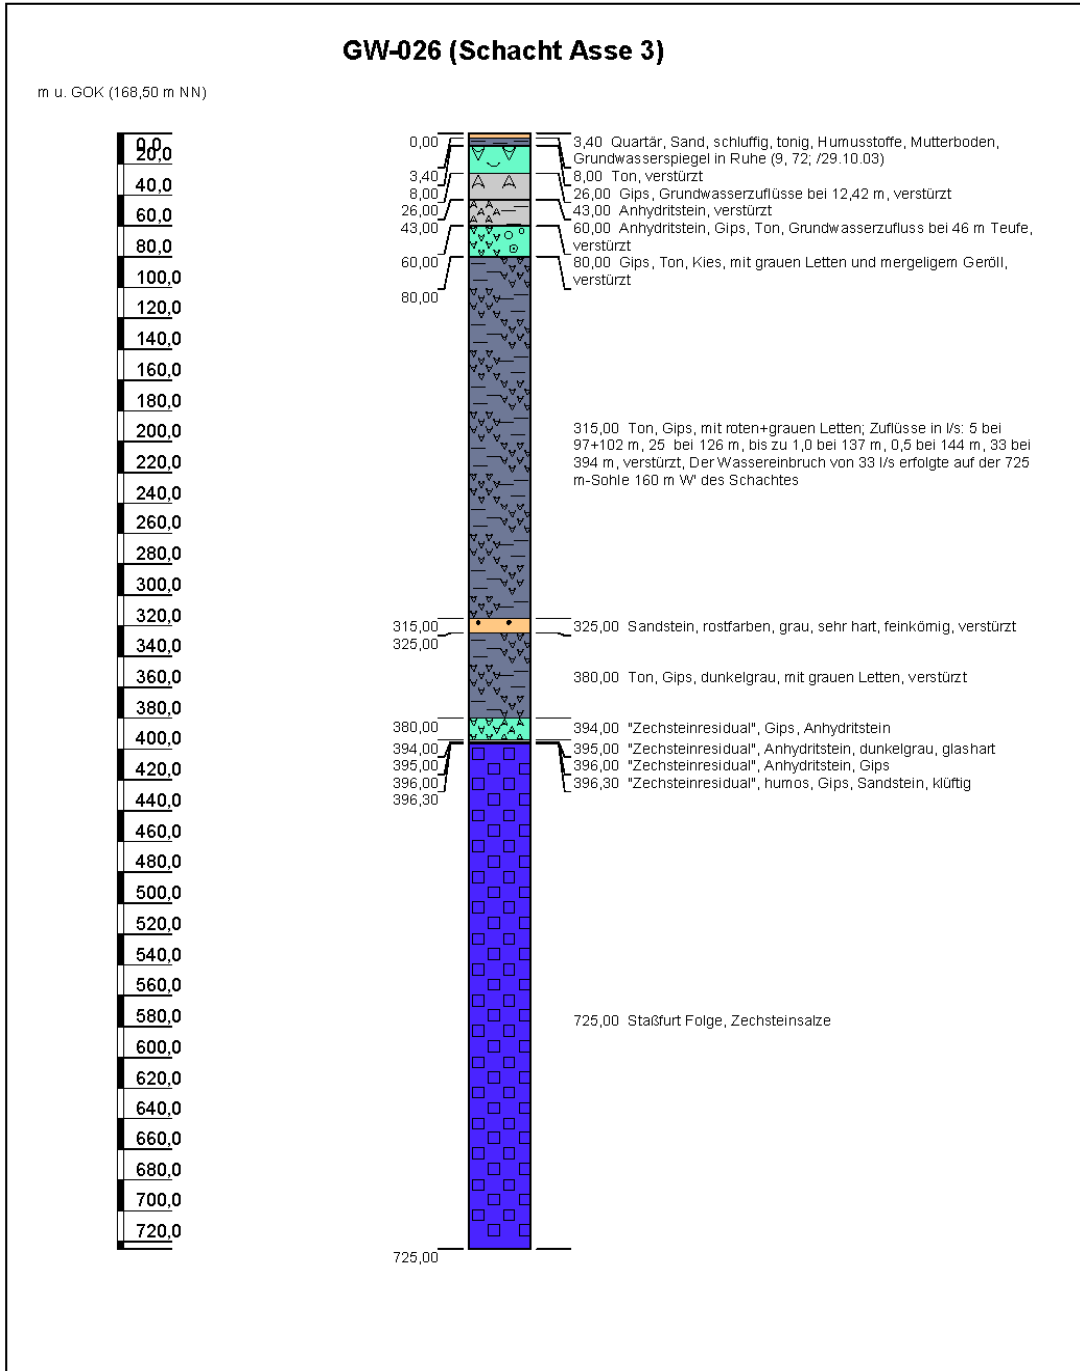 GW-026 (Schacht Asse 3)
m u. GOK (168,50 m NN)
0,0
20,0
40,0
60,0
80,0
100,0
120,0
140,0
160,0
180,0
200,0
220,0
240,0
260,0
280,0
300,0
320,0
340,0
360,0
380,0
400,0
420,0
440,0
460,0
480,0
500,0
520,0
540,0
560,0
580,0
600,0
620,0
640,0
660,0
680,0
700,0
720,0
0,00
3,40
8,00
26,00
43,00
60,00
80,00
315,00
325,00
380,00
394,00
395,00
396,00
396,30
725,00
3,40 Quartär, Sand, schluffig, tonig, Humusstoffe, Mutterboden,
Grundwasserspiegel in Ruhe (9, 72; /29.10.03)
8,00 Ton, verstürzt
26,00 Gips, Grundwasserzuflüsse bei 12,42 m, verstürzt
43,00 Anhydritstein, verstürzt
60,00 Anhydritstein, Gips, Ton, Grundwasserzufluss bei 46 m Teufe,
verstürzt
80,00 Gips, Ton, Kies, mit grauen Letten und mergeligem Geröll,
verstürzt
315,00 Ton, Gips, mit roten+grauen Letten; Zuflüsse in l/s: 5 bei
97+102 m, 25 bei 126 m, bis zu 1,0 bei 137 m, 0,5 bei 144 m, 33 bei
394 m, verstürzt, Der Wassereinbruch von 33 l/s erfolgte auf der 725
m-Sohle 160 m W' des Schachtes
325,00 Sandstein, rostfarben, grau, sehr hart, feinkörnig, verstürzt
380,00 Ton, Gips, dunkelgrau, mit grauen Letten, verstürzt
394,00 "Zechsteinresidual", Gips, Anhydritstein
395,00 "Zechsteinresidual", Anhydritstein, dunkelgrau, glashart
396,00 "Zechsteinresidual", Anhydritstein, Gips
396,30 "Zechsteinresidual", humos, Gips, Sandstein, klüftig
725,00 Staßfurt Folge, Zechsteinsalze